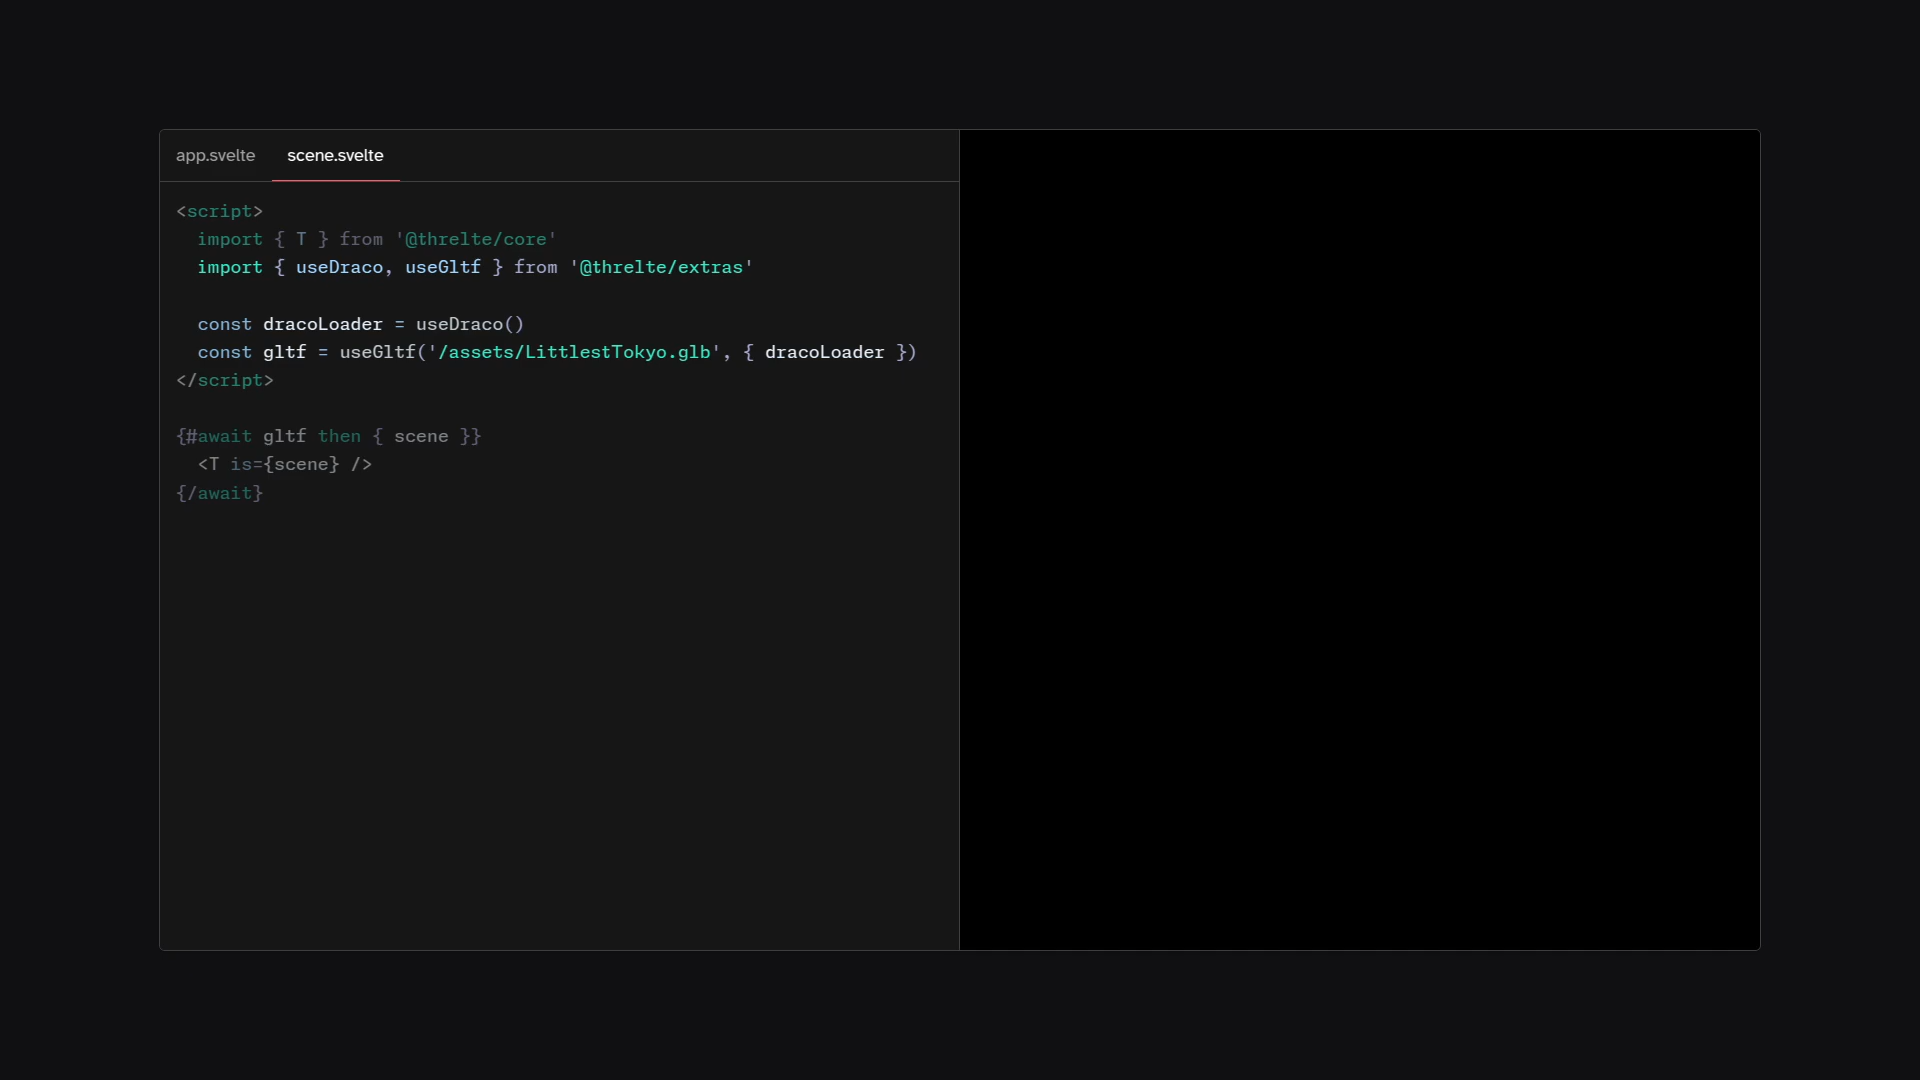 app.svelte scene.svelte
<script>
  import { T } from '@threlte/core'
  import { useDraco, useGltf } from '@threlte/extras'

  const dracoLoader = useDraco()
  const gltf = useGltf('/assets/LittlestTokyo.glb', { dracoLoader })
</script>

{#await gltf then { scene }}
  <T is={scene} />
{/await}